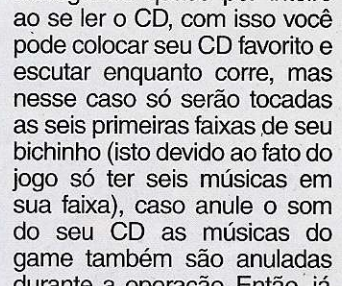 ao se ler o CD, com isso você
pode colocar seu CD favorito e
escutar enquanto corre, mas
nesse caso só serão tocadas
as seis primeiras faixas de seu
bichinho (isto devido ao fato do
jogo só ter seis músicas em
sua faixa), caso anule o som
do seu CD as músicas do
game também são anuladas
durante a operação. Então, já